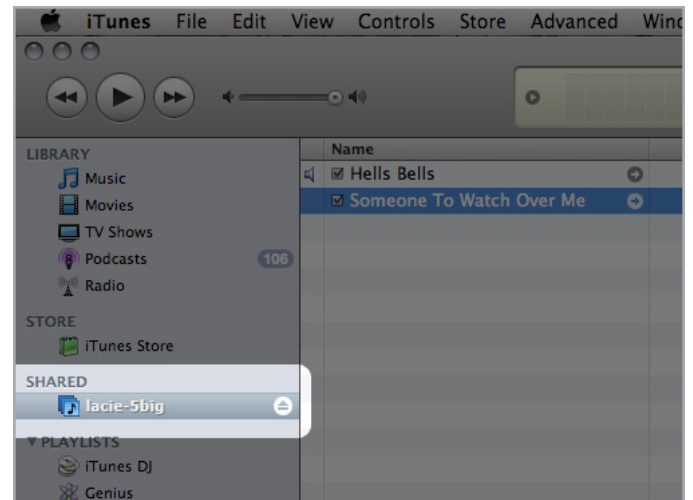 iTunes File Edit View Controls Store Advanced
Name
LIBRARY
Hells Bells
Music
Someone To Watch Over Me
Movies
TV Shows
Podcasts 106
Radio
STORE
iTunes Store
SHARED
lacie-5big
PLAYLISTS
iTunes DJ
Genius